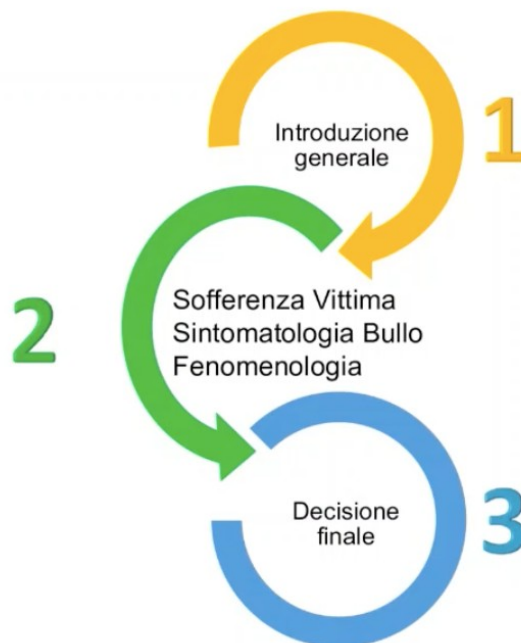 Introduzione
generale
1
2
Sofferenza Vittima
Sintomatologia Bullo
Fenomenologia
Decisione
finale
3